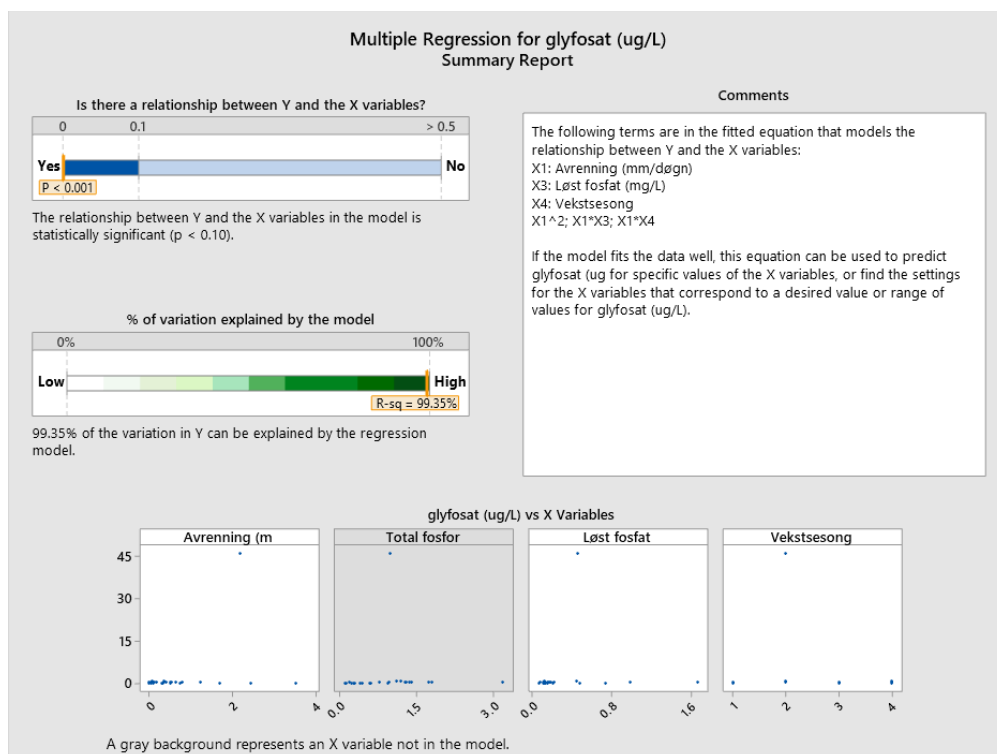 Multiple Regression for glyfosat (ug/L)
Summary Report
Is there a relationship between Y and the X variables?
0 0.1 > 0.5
Yes No
P < 0.001
The relationship between Y and the X variables in the model is
statistically significant (p < 0.10).
% of variation explained by the model
0% 100%
Low High
R-sq = 99.35%
99.35% of the variation in Y can be explained by the regression
model.
Comments
The following terms are in the fitted equation that models the
relationship between Y and the X variables:
X1: Avrenning (mm/døgn)
X3: Løst fosfat (mg/L)
X4: Vekstsesong
X1^2; X1*X3; X1*X4
If the model fits the data well, this equation can be used to predict
glyfosat (ug for specific values of the X variables, or find the settings
for the X variables that correspond to a desired value or range of
values for glyfosat (ug/L).
glyfosat (ug/L) vs X Variables
Avrenning (m Total fosfor Løst fosfat Vekstsesong
45
30
15
0
0 2 4 0.0 1.5 3.0 0.0 0.8 1.6 1 2 3 4
A gray background represents an X variable not in the model.